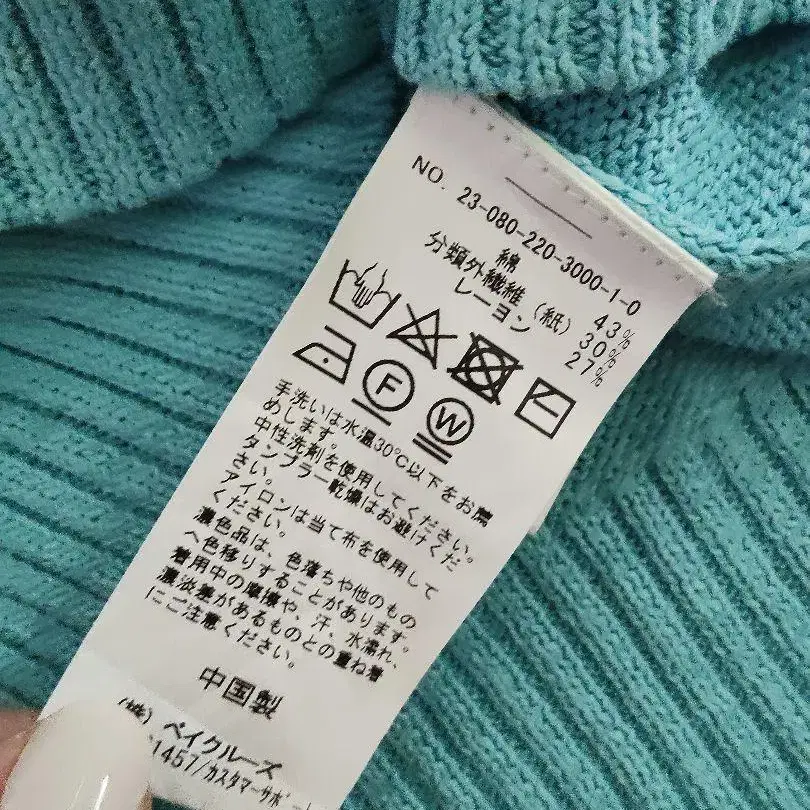 NO. 23-080-220-3000-1-0
綿 43%
分類外繊維(紙) 30%
レーヨン 27%
F
W
手洗いは水温30℃以下をお薦
めします。
中性洗剤を使用してください。
タンブラー乾燥はお避けくだ
さい。
アイロンは当て布を使用して
ください。
濃色品は、色落ちや他のもの
へ色移りすることがあります。
着用中の摩擦や、汗、水濡れ、
濃淡差があるものとの重ね着
にご注意ください。
中国製
(株) ベイクルーズ
1457/カスタマーサポー